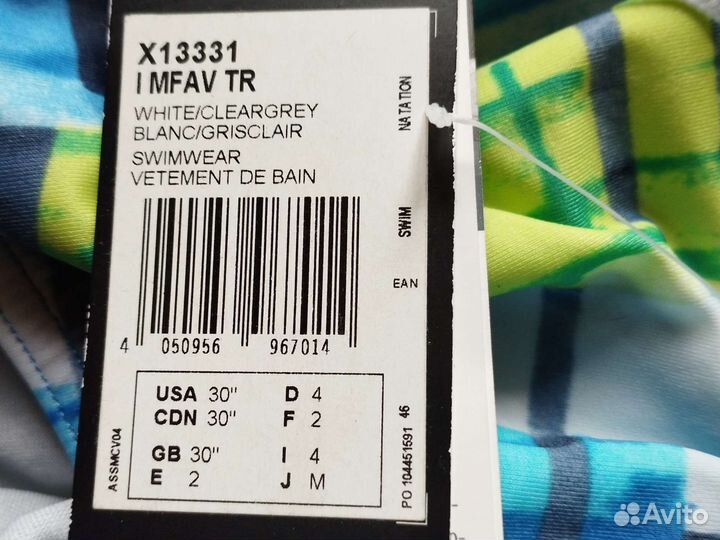 X13331
I MFAV TR
WHITE/CLEARGREY
BLANC/GRISCLAIR
SWIMWEAR
VETEMENT DE BAIN
4 050956 967014
USA 30" D 4
CDN 30" F 2
GB 30" I 4
E 2 J M
ASSMCV04
NATATION
SWIM
EAN
PO 104451591 46
Avito